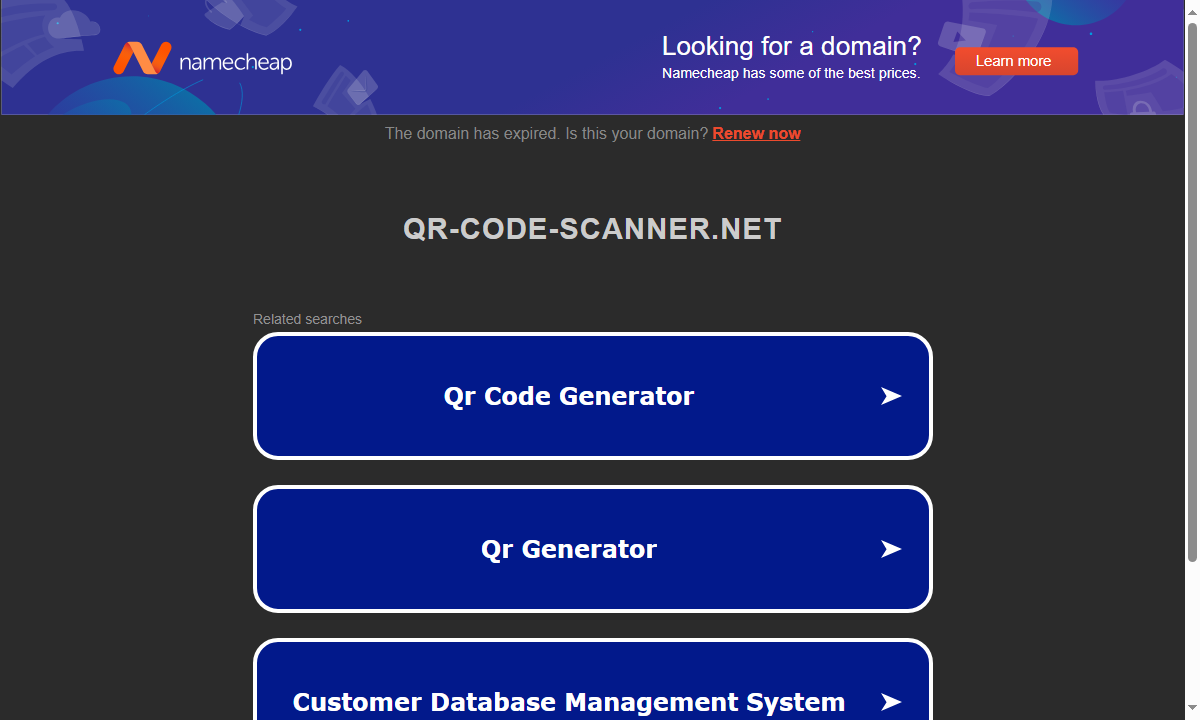 namecheap
Looking for a domain?
Namecheap has some of the best prices.
Learn more
The domain has expired. Is this your domain? Renew now
QR-CODE-SCANNER.NET
Related searches
Qr Code Generator
Qr Generator
Customer Database Management System